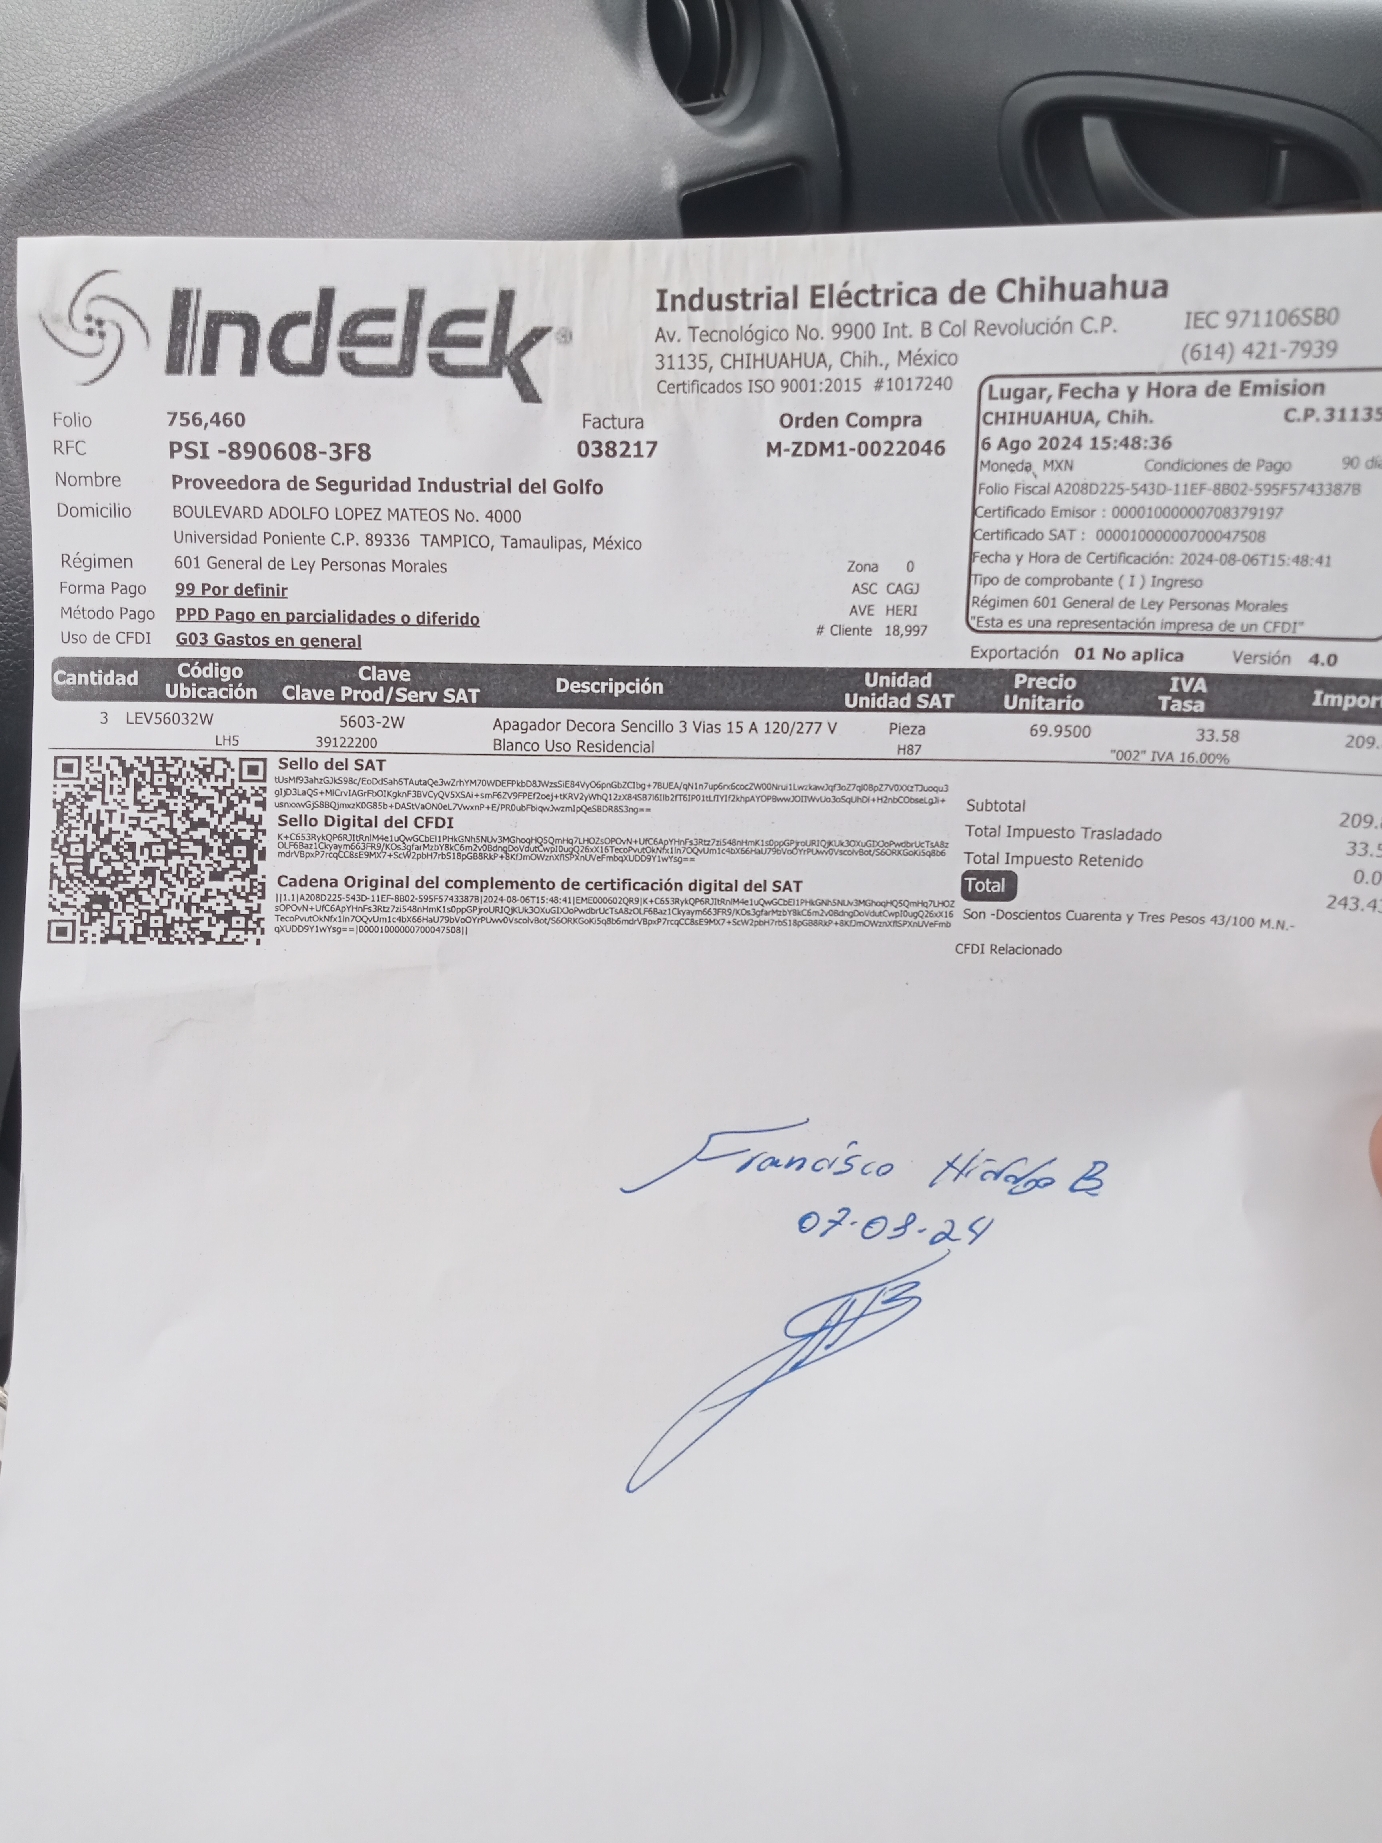 Indelek
Industrial Eléctrica de Chihuahua
Av. Tecnológico No. 9900 Int. B Col Revolución C.P.
31135, CHIHUAHUA, Chih., México
Certificados ISO 9001:2015 #1017240
IEC 971106SB0
(614) 421-7939
Folio 756,460
Factura
038217
Orden Compra
M-ZDM1-0022046
RFC PSI -890608-3F8
Nombre Proveedora de Seguridad Industrial del Golfo
Domicilio BOULEVARD ADOLFO LOPEZ MATEOS No. 4000
Universidad Poniente C.P. 89336 TAMPICO, Tamaulipas, México
Régimen 601 General de Ley Personas Morales
Forma Pago 99 Por definir
Método Pago PPD Pago en parcialidades o diferido
Uso de CFDI G03 Gastos en general
Zona 0
ASC CAGJ
AVE HERI
# Cliente 18,997
Lugar, Fecha y Hora de Emision
CHIHUAHUA, Chih. C.P. 31135
6 Ago 2024 15:48:36
Moneda MXN Condiciones de Pago 90
Folio Fiscal A208D225-543D-11EF-8B02-595F5743387B
Certificado Emisor : 00001000000708379197
Certificado SAT : 00001000000700047508
Fecha y Hora de Certificación: 2024-08-06T15:48:41
Tipo de comprobante ( I ) Ingreso
Régimen 601 General de Ley Personas Morales
"Esta es una representación impresa de un CFDI"
Exportación 01 No aplica Versión 4.0
Cantidad Código Ubicación Clave Clave Prod/Serv SAT Descripción Unidad Unidad SAT Precio Unitario IVA Tasa Impor
3 LEV56032W 5603-2W Apagador Decora Sencillo 3 Vias 15 A 120/277 V Pieza 69.9500 33.58 209.
LH5 39122200 Blanco Uso Residencial H87 "002" IVA 16.00%
Sello del SAT
Sello Digital del CFDI
Cadena Original del complemento de certificación digital del SAT
Subtotal 209.
Total Impuesto Trasladado 33.5
Total Impuesto Retenido 0.0
Total 243.43
Son -Doscientos Cuarenta y Tres Pesos 43/100 M.N.-
CFDI Relacionado
Francisco Hidalgo B
07-08-24